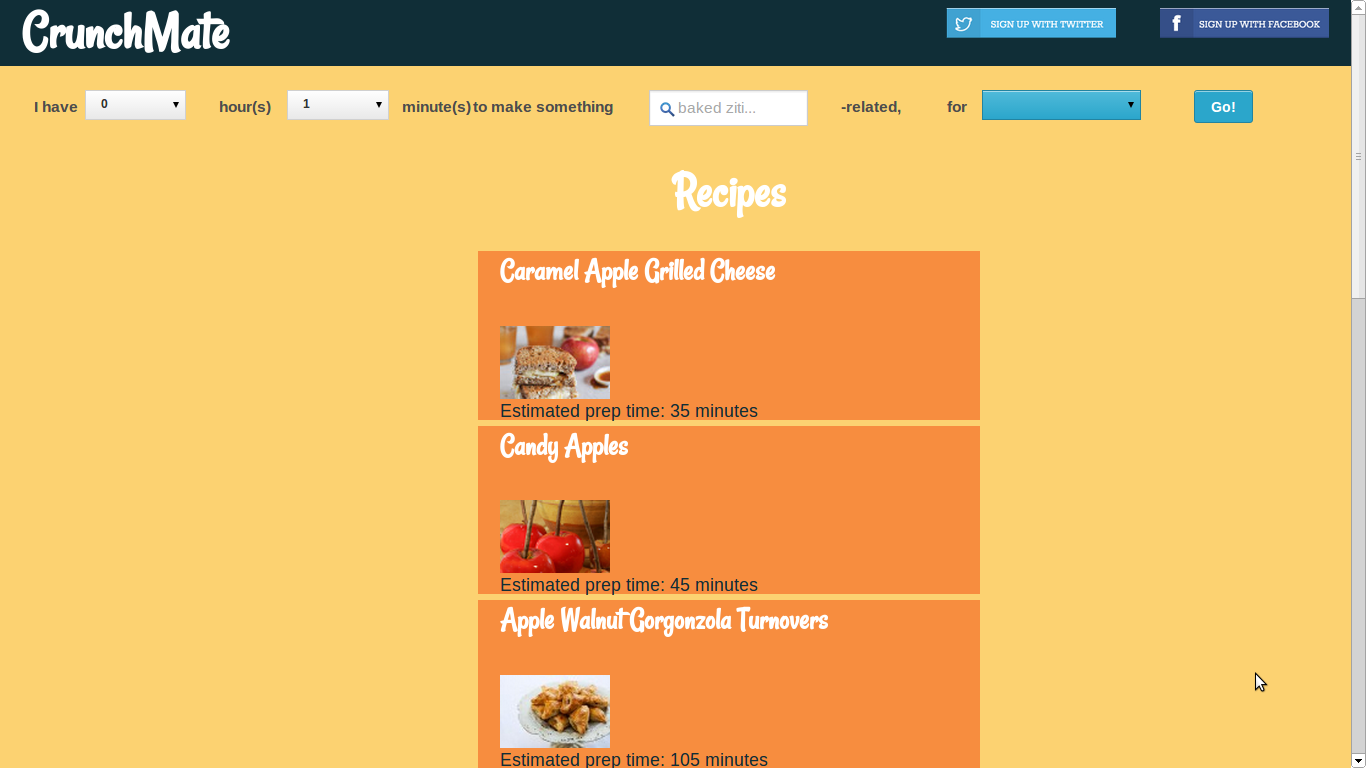 CrunchMate
SIGN UP WITH TWITTER
f SIGN UP WITH FACEBOOK
I have 0 hour(s) 1 minute(s) to make something baked ziti... -related, for Go!
Recipes
Caramel Apple Grilled Cheese
Estimated prep time: 35 minutes
Candy Apples
Estimated prep time: 45 minutes
Apple Walnut Gorgonzola Turnovers
Estimated prep time: 105 minutes